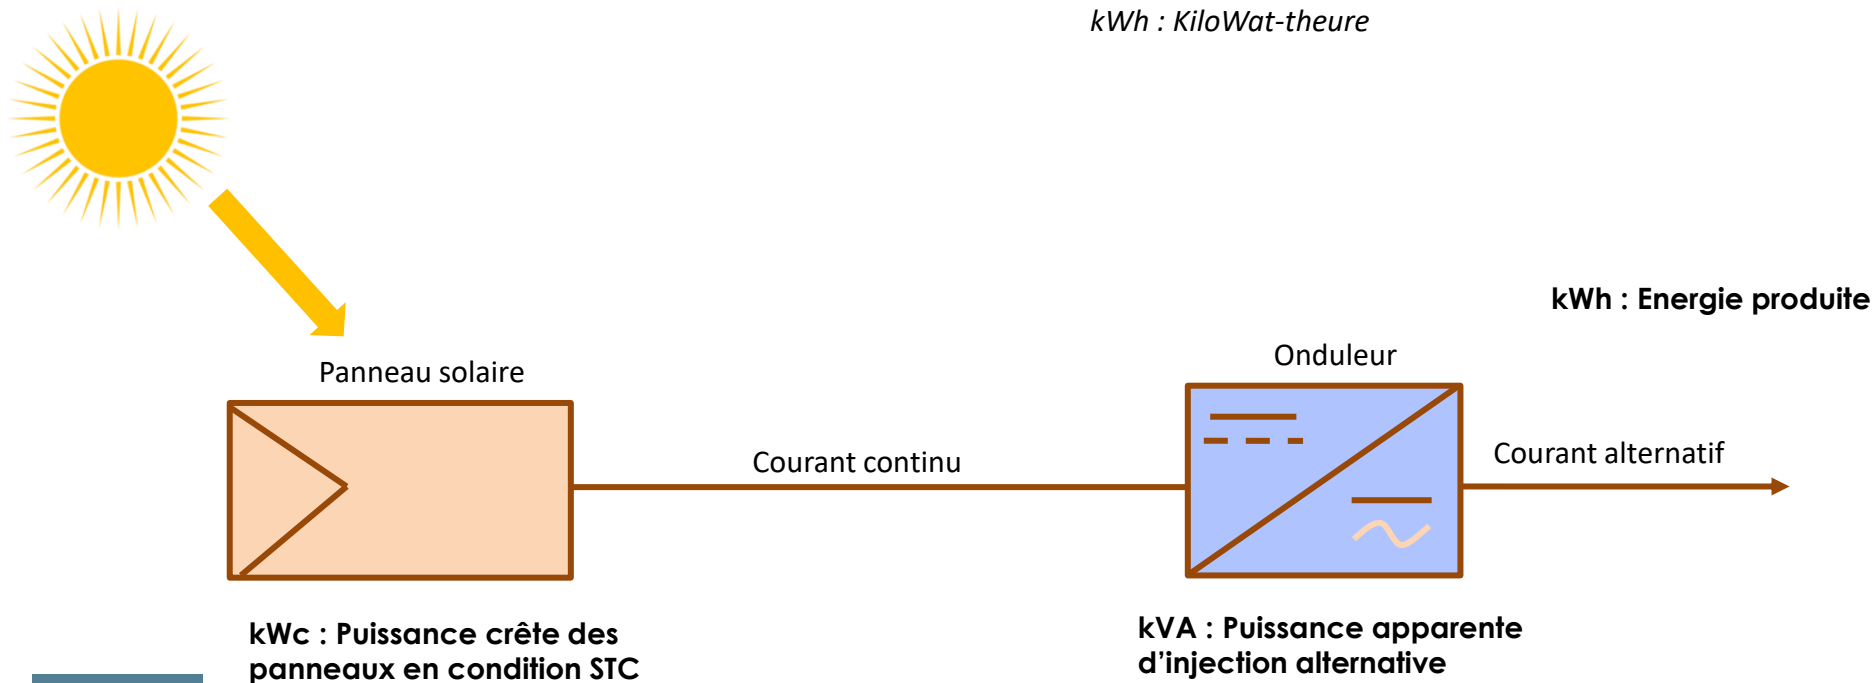 kWh : KiloWat-theure
kWh : Energie produite
Onduleur
Panneau solaire
Courant continu
Courant alternatif
kWc : Puissance crête des
panneaux en condition STC
kVA : Puissance apparente
d’injection alternative